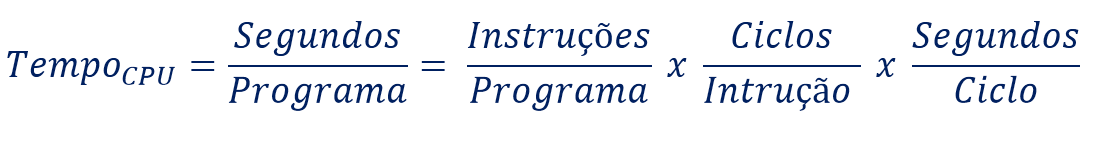 Tempo_CPU = Segundos/Programa = Instruções/Programa x Ciclos/Intrução x Segundos/Ciclo